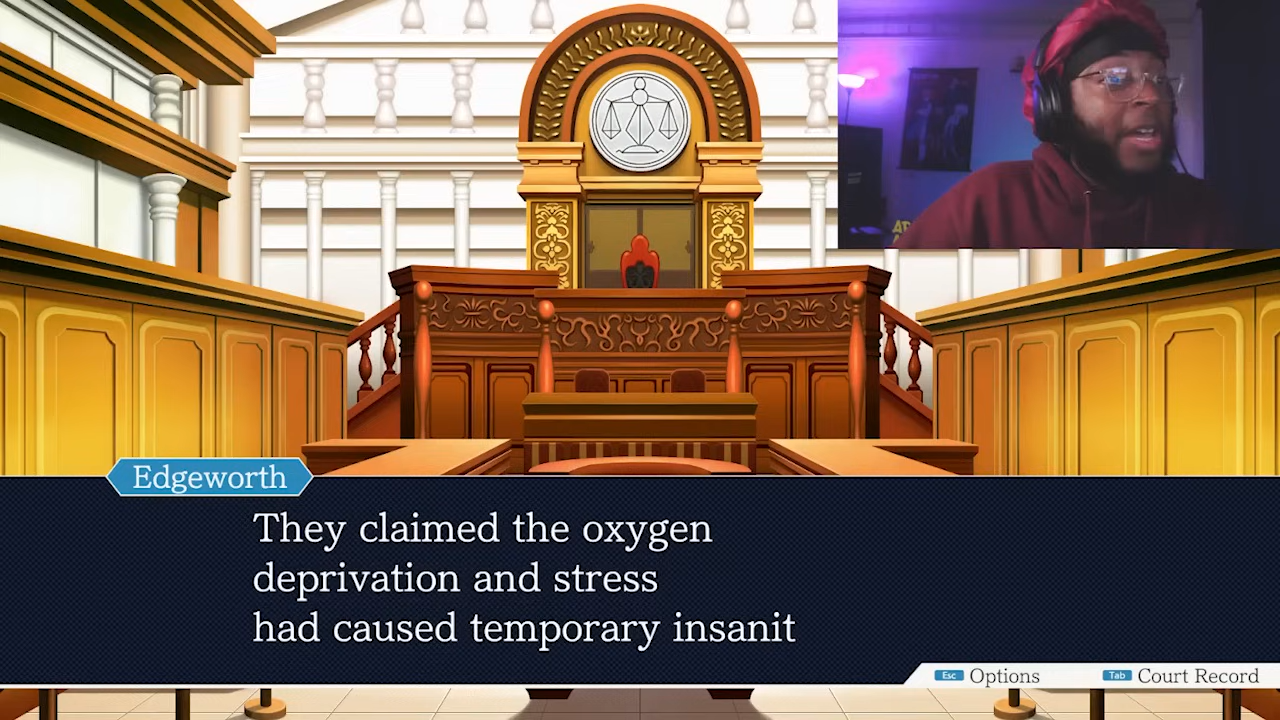 Edgeworth
They claimed the oxygen
deprivation and stress
had caused temporary insanit
Esc Options
Tab Court Record